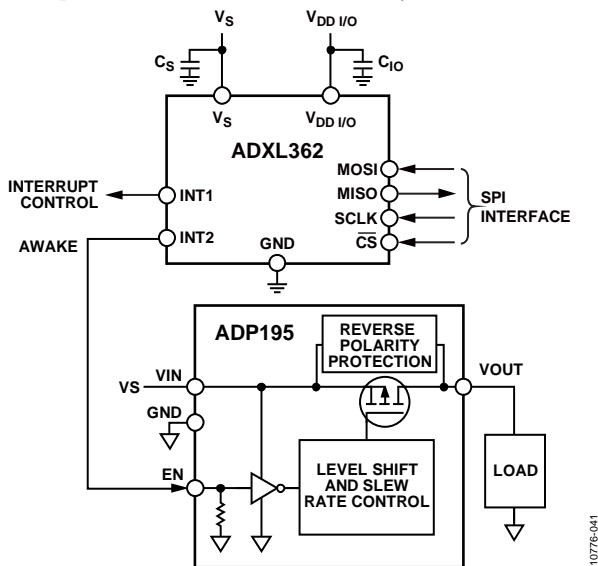 VS
VDD I/O
CS
CIO
VS
VDD I/O
ADXL362
MOSI
MISO
SCLK
CS
SPI
INTERFACE
INTERRUPT
CONTROL
INT1
AWAKE
INT2
GND
ADP195
REVERSE
POLARITY
PROTECTION
VS
VIN
VOUT
GND
EN
LEVEL SHIFT
AND SLEW
RATE CONTROL
LOAD
10776-041